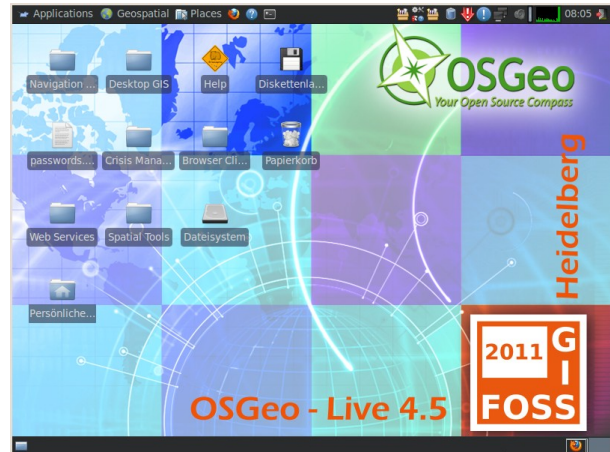 Applications Geospatial Places 08:05
OSGeo
Your Open Source Compass
Navigation ... Desktop GIS Help Diskettenla...
passwords.... Crisis Mana... Browser Cli... Papierkorb
Web Services Spatial Tools Dateisystem
Persönliche...
Heidelberg
2011 G
I
FOSS
OSGeo - Live 4.5